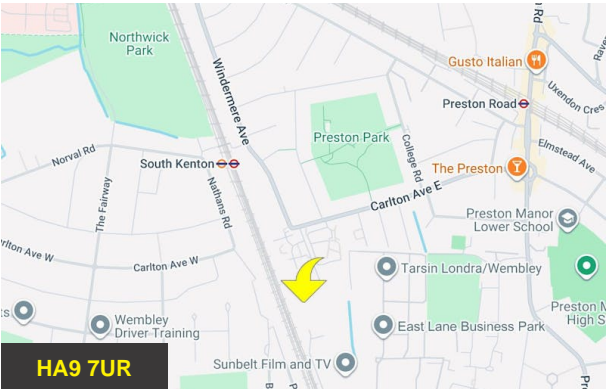 Northwick
Park
Windermere Ave
n Rd
Gusto Italian
Uxendon Cres
Preston Road
Preston Park
College Rd
Elmstead Ave
Norval Rd
South Kenton
The Preston
Nathans Rd
The Fairway
Carlton Ave E
Preston Manor
Lower School
rlton Ave W
Carlton Ave W
Tarsin Londra/Wembley
Preston M
High S
Wembley
Driver Training
East Lane Business Park
HA9 7UR
Sunbelt Film and TV